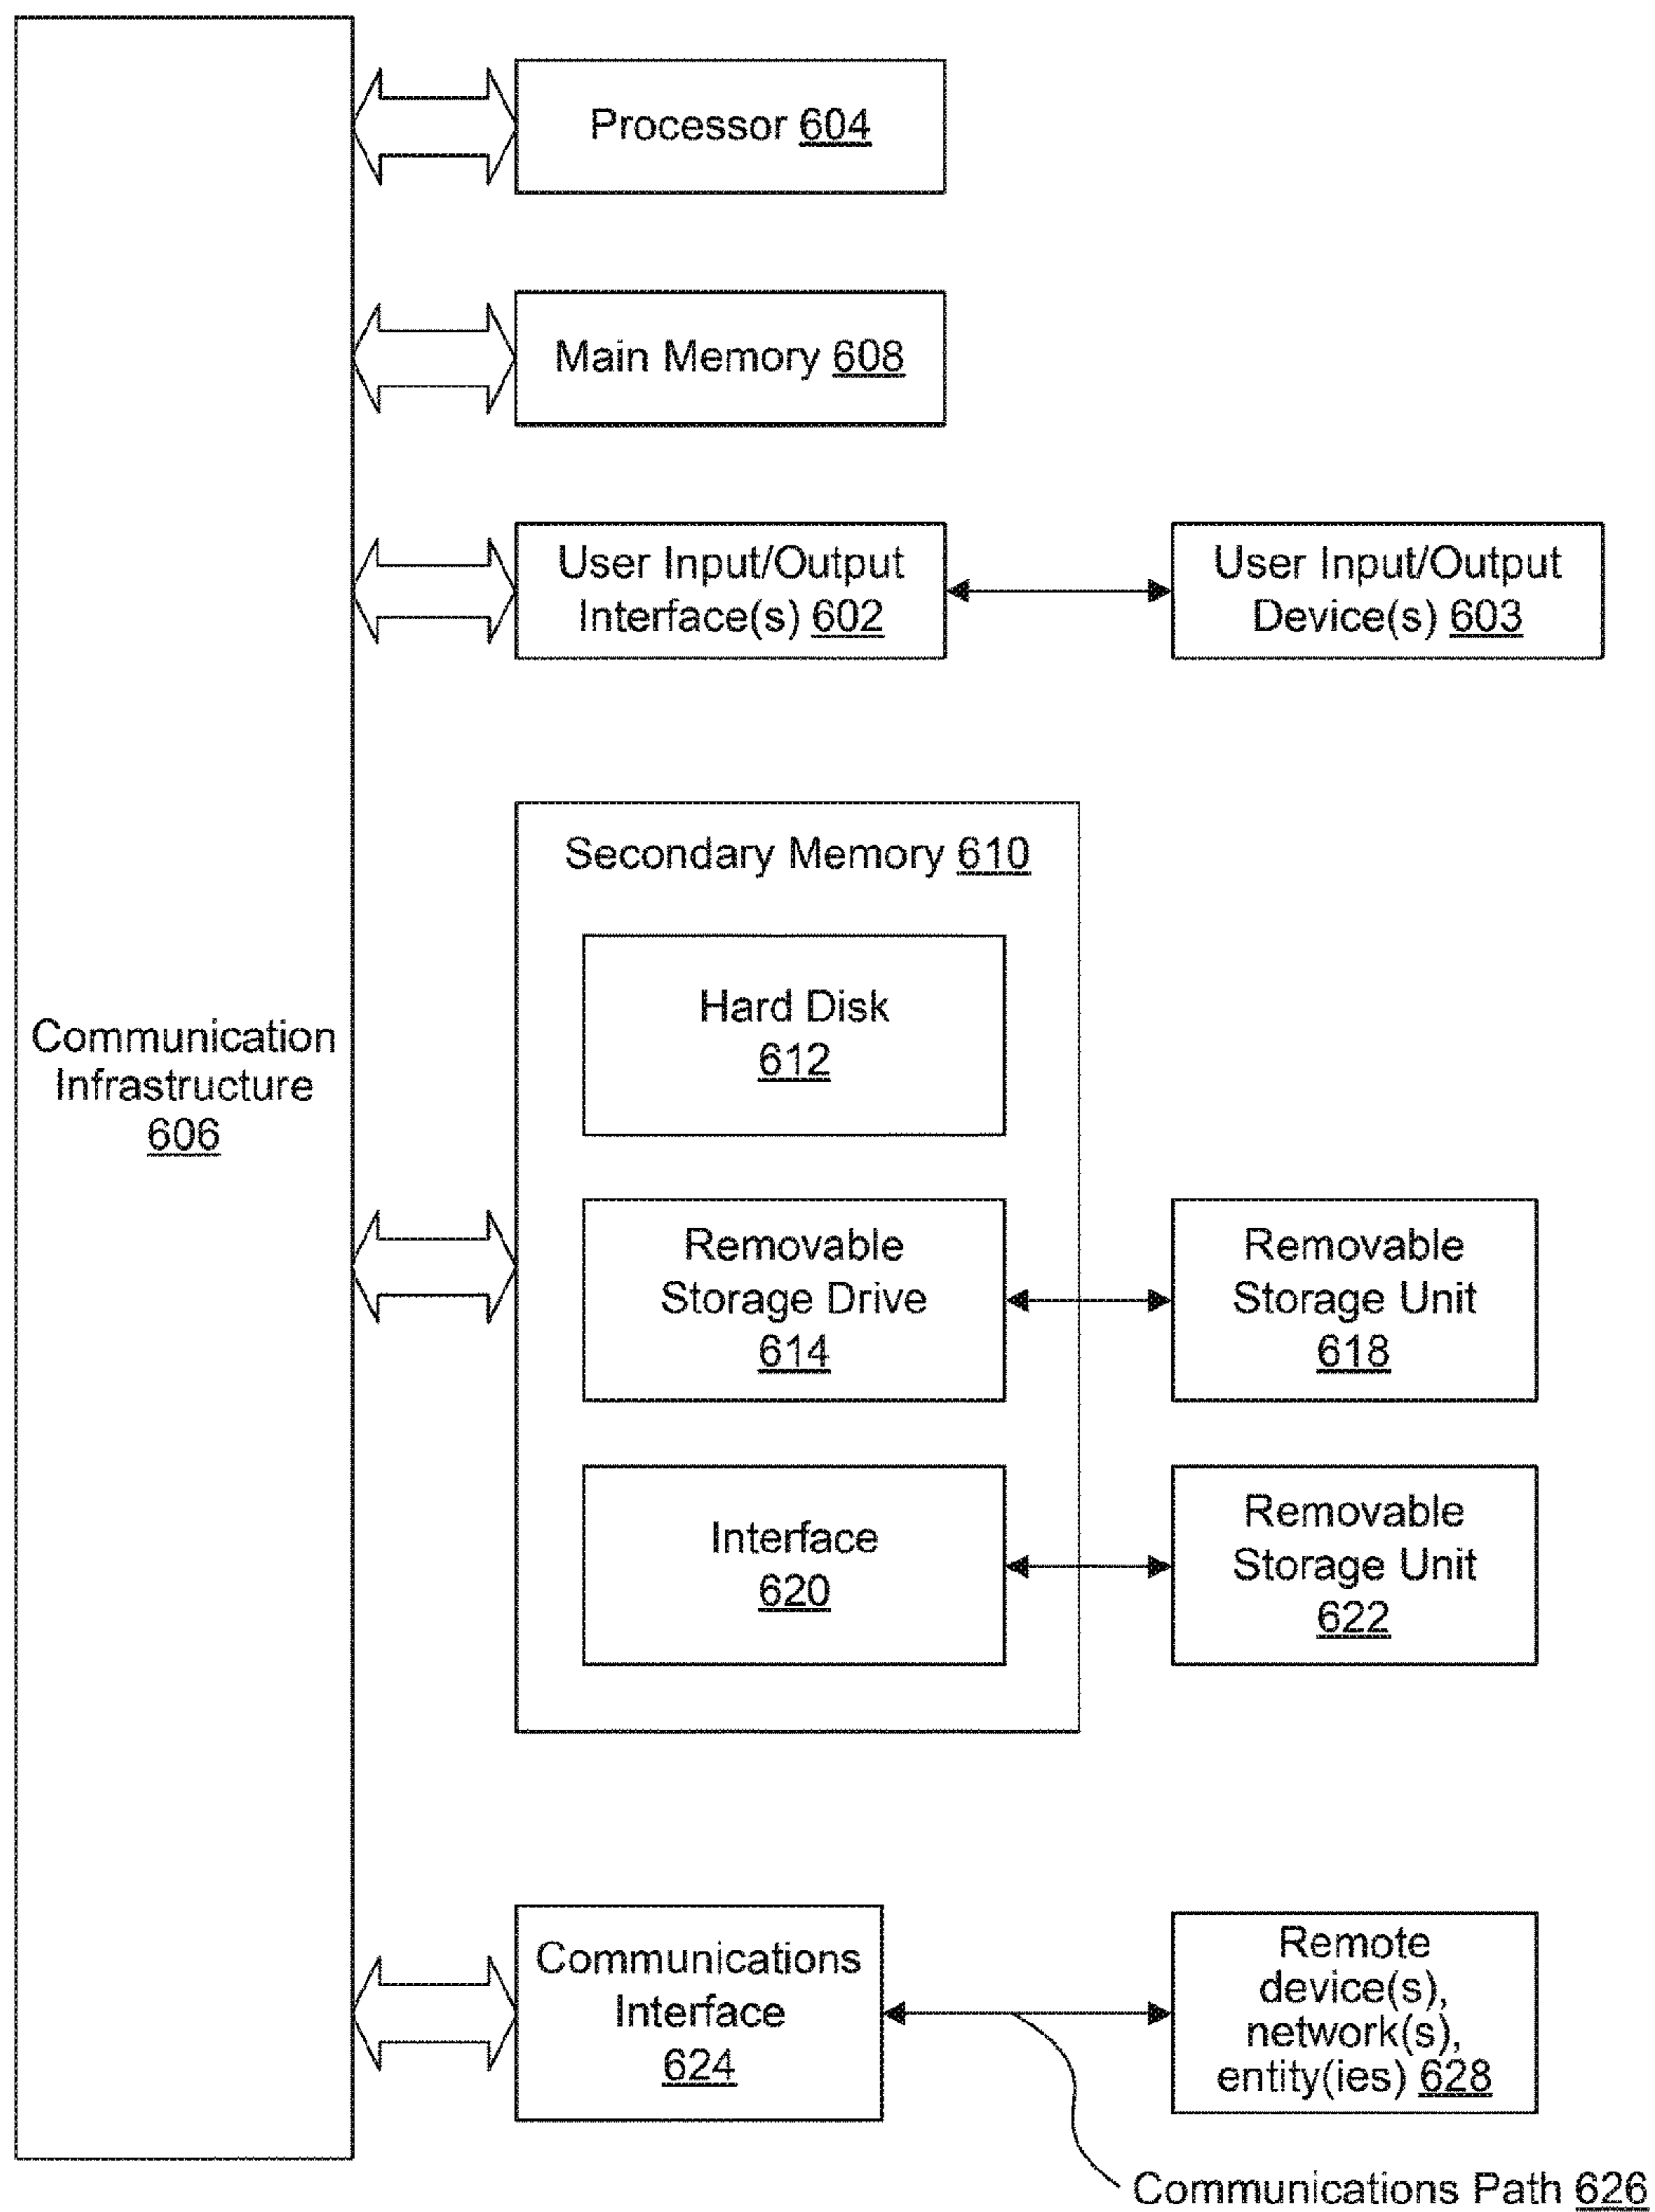 Processor 604
Main Memory 608
User Input/Output
Interface(s) 602
User Input/Output
Device(s) 603
Secondary Memory 610
Hard Disk
612
Communication
Infrastructure
606
Removable
Storage Drive
614
Removable
Storage Unit
618
Interface
620
Removable
Storage Unit
622
Communications
Interface
624
Remote
device(s),
network(s),
entity(ies) 628
Communications Path 626